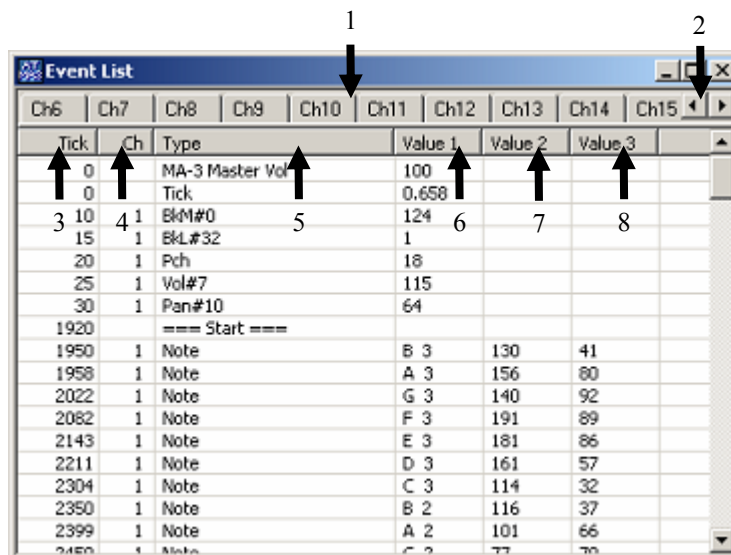 1
2
Event List
Ch6 Ch7 Ch8 Ch9 Ch10 Ch11 Ch12 Ch13 Ch14 Ch15
Tick Ch Type Value 1 Value 2 Value 3
0 MA-3 Master Vol 100
0 Tick 0.658
3 4 5 6 7 8
10 1 BkM#0 124
15 1 BkL#32 1
20 1 Pch 18
25 1 Vol#7 115
30 1 Pan#10 64
1920 === Start ===
1950 1 Note B 3 130 41
1958 1 Note A 3 156 80
2022 1 Note G 3 140 92
2082 1 Note F 3 191 89
2143 1 Note E 3 181 86
2211 1 Note D 3 161 57
2304 1 Note C 3 114 32
2350 1 Note B 2 116 37
2399 1 Note A 2 101 66
1 Note